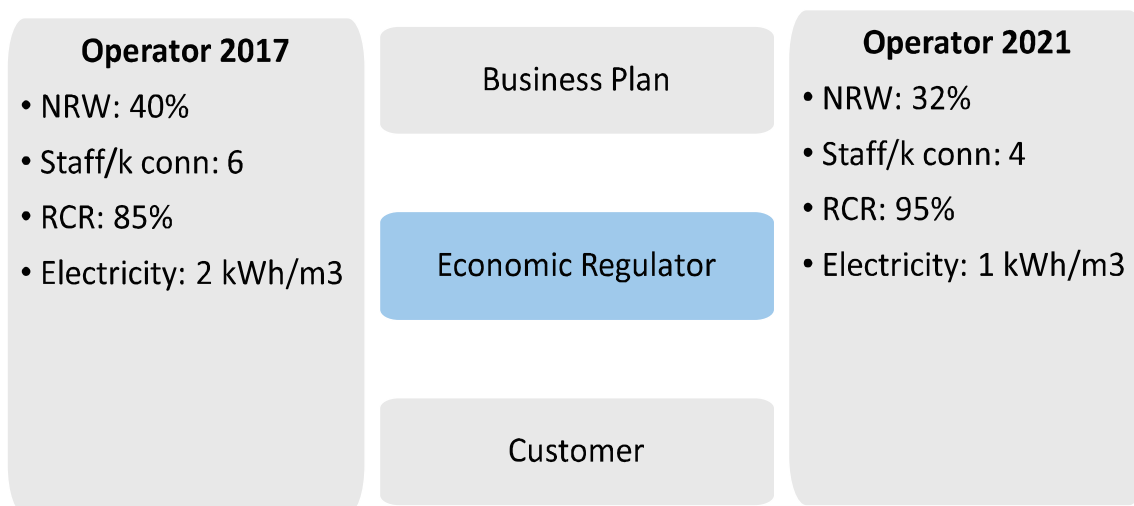 Operator 2017
• NRW: 40%
• Staff/k conn: 6
• RCR: 85%
• Electricity: 2 kWh/m3
Business Plan
Economic Regulator
Customer
Operator 2021
• NRW: 32%
• Staff/k conn: 4
• RCR: 95%
• Electricity: 1 kWh/m3